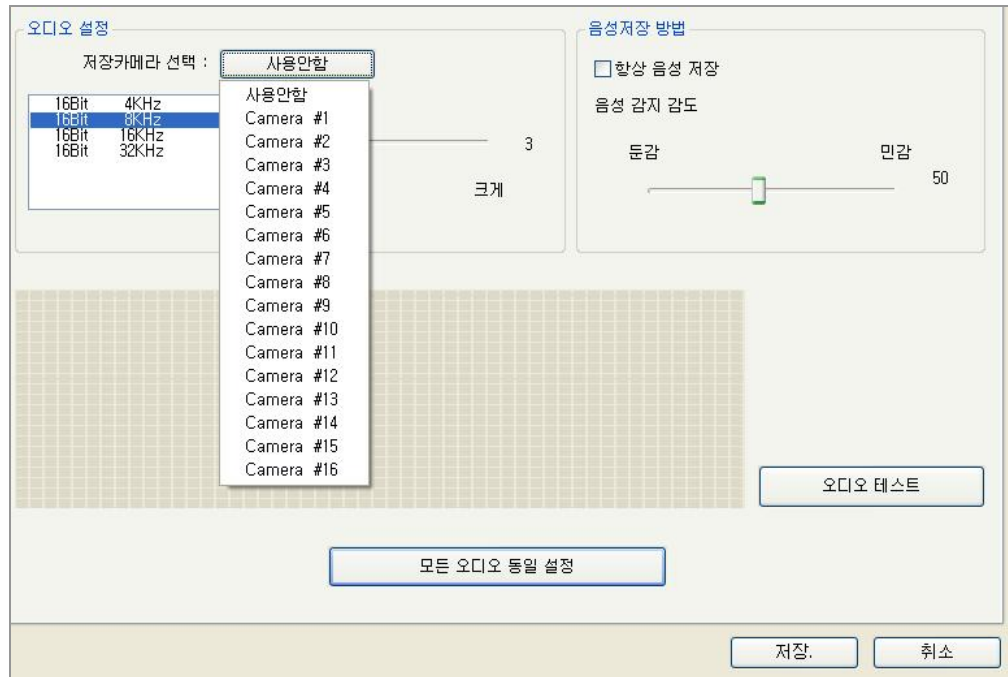 오디오 설정
저장카메라 선택 :
사용안함
16Bit 4KHz
16Bit 8KHz
16Bit 16KHz
16Bit 32KHz
사용안함
Camera #1
Camera #2
Camera #3
Camera #4
Camera #5
Camera #6
Camera #7
Camera #8
Camera #9
Camera #10
Camera #11
Camera #12
Camera #13
Camera #14
Camera #15
Camera #16
3
크게
음성저장 방법
항상 음성 저장
음성 감지 감도
둔감 민감
50
오디오 테스트
모든 오디오 동일 설정
저장. 취소